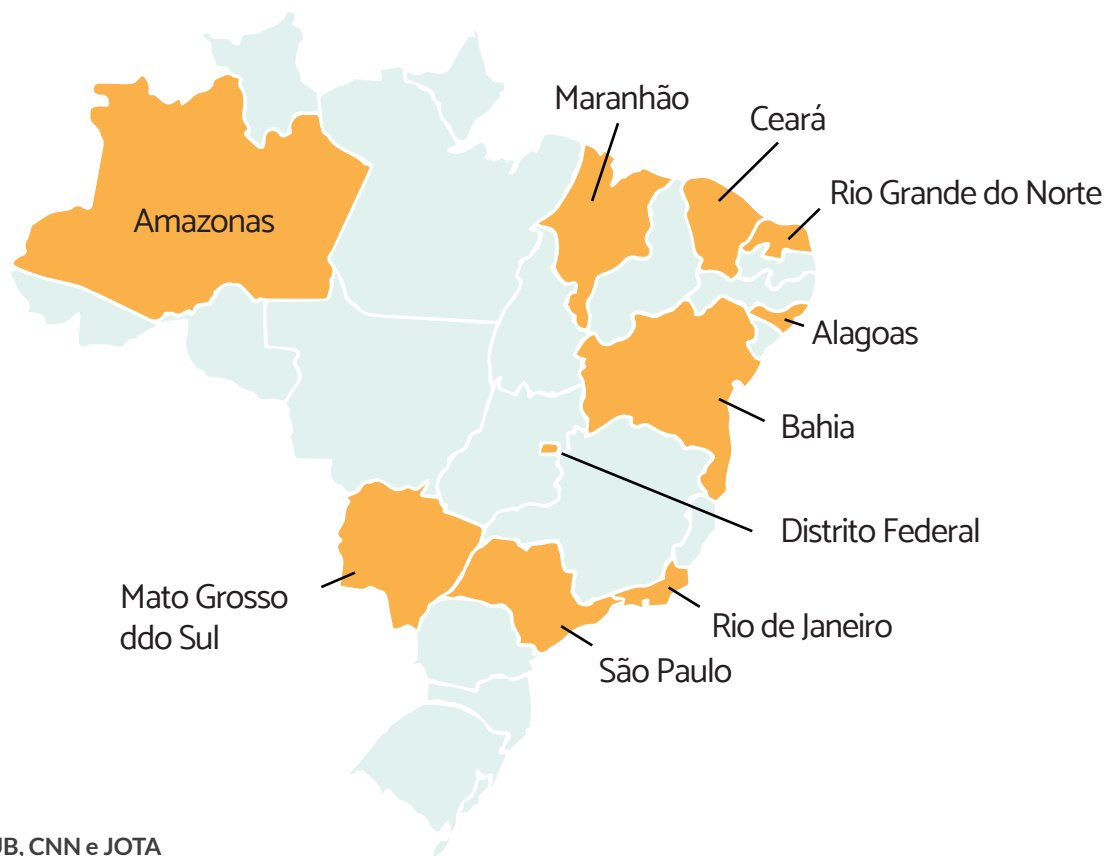 Maranhão
Ceará
Rio Grande do Norte
Amazonas
Alagoas
Bahia
Distrito Federal
Mato Grosso
ddo Sul
Rio de Janeiro
São Paulo
CNN e JOTA